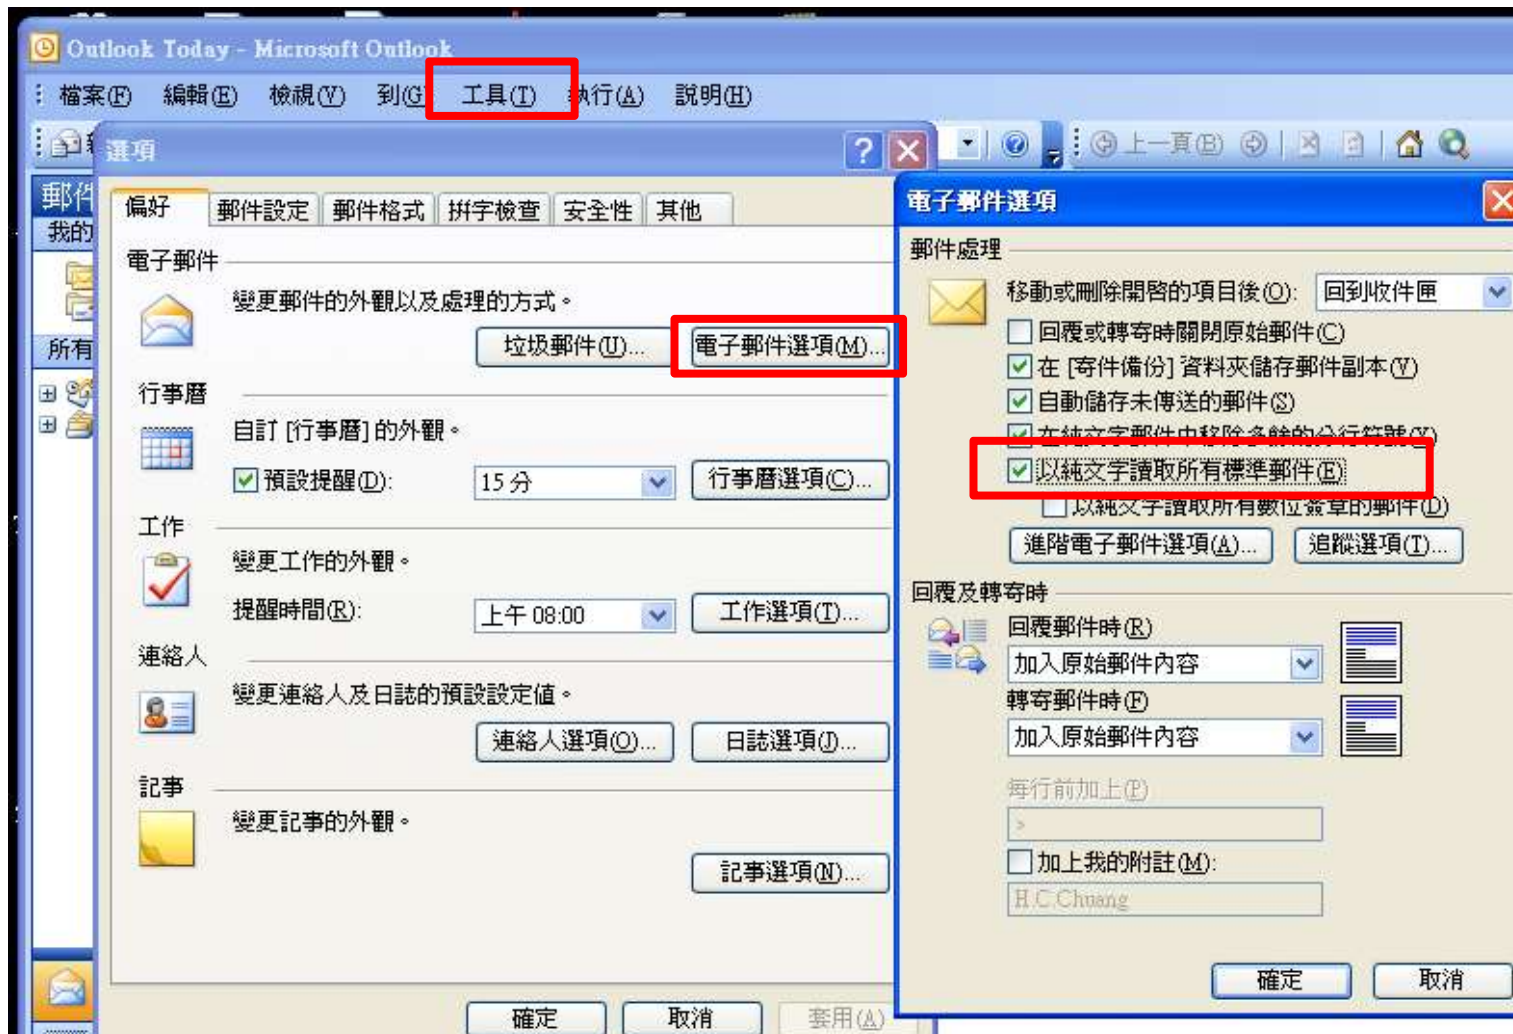 Outlook Today - Microsoft Outlook
檔案(F) 編輯(E) 檢視(V) 到(G) 工具(T) 執行(A) 說明(H)
選項
上一頁(B)
郵件
我的
所有
偏好 郵件設定 郵件格式 拼字檢查 安全性 其他
電子郵件
變更郵件的外觀以及處理的方式。
垃圾郵件(U)... 電子郵件選項(M)...
行事曆
自訂 [行事曆] 的外觀。
預設提醒(D): 15 分 行事曆選項(C)...
工作
變更工作的外觀。
提醒時間(R): 上午 08:00 工作選項(T)...
連絡人
變更連絡人及日誌的預設設定值。
連絡人選項(O)... 日誌選項(J)...
記事
變更記事的外觀。
記事選項(N)...
確定 取消 套用(A)
電子郵件選項
郵件處理
移動或刪除開啟的項目後(O): 回到收件匣
回覆或轉寄時關閉原始郵件(C)
在 [寄件備份] 資料夾儲存郵件副本(V)
自動儲存未傳送的郵件(S)
在純文字郵件中移除多餘的分行符號(X)
以純文字讀取所有標準郵件(E)
以純文字讀取所有數位簽章的郵件(D)
進階電子郵件選項(A)... 追蹤選項(T)...
回覆及轉寄時
回覆郵件時(R)
加入原始郵件內容
轉寄郵件時(F)
加入原始郵件內容
每行前加上(P)
>
加上我的附註(M):
H.C.Chuang
確定 取消